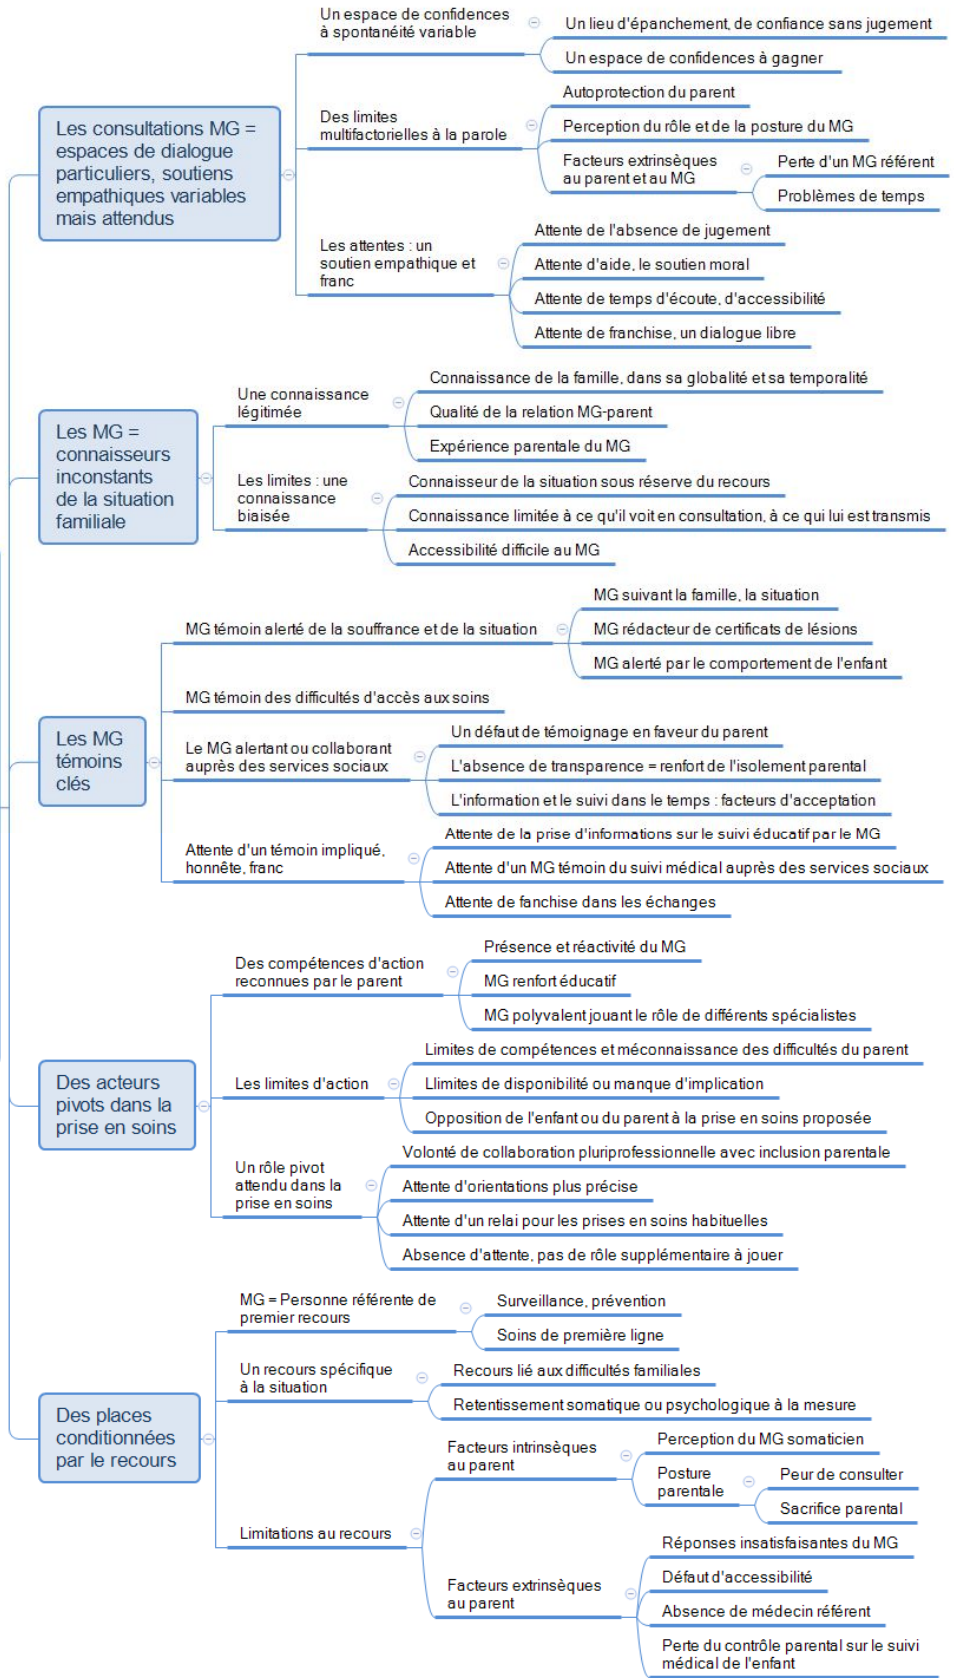 Les consultations MG =
espaces de dialogue
particuliers, soutiens
empathiques variables
mais attendus
Un espace de confidences
à spontanéité variable
Un lieu d'épanchement, de confiance sans jugement
Un espace de confidences à gagner
Des limites
multifactorielles à la parole
Autoprotection du parent
Perception du rôle et de la posture du MG
Facteurs extrinsèques
au parent et au MG
Perte d'un MG référent
Problèmes de temps
Les attentes : un
soutien empathique et
franc
Attente de l'absence de jugement
Attente d'aide, le soutien moral
Attente de temps d'écoute, d'accessibilité
Attente de franchise, un dialogue libre
Les MG =
connaisseurs
inconstants
de la situation
familiale
Une connaissance
légitimée
Connaissance de la famille, dans sa globalité et sa temporalité
Qualité de la relation MG-parent
Expérience parentale du MG
Les limites : une
connaissance
biaisée
Connaisseur de la situation sous réserve du recours
Connaissance limitée à ce qu'il voit en consultation, à ce qui lui est transmis
Accessibilité difficile au MG
Les MG
témoins
clés
MG témoin alerté de la souffrance et de la situation
MG suivant la famille, la situation
MG rédacteur de certificats de lésions
MG alerté par le comportement de l'enfant
MG témoin des difficultés d'accès aux soins
Le MG alertant ou collaborant
auprès des services sociaux
Un défaut de témoignage en faveur du parent
L'absence de transparence = renfort de l'isolement parental
L'information et le suivi dans le temps : facteurs d'acceptation
Attente d'un témoin impliqué,
honnête, franc
Attente de la prise d'informations sur le suivi éducatif par le MG
Attente d'un MG témoin du suivi médical auprès des services sociaux
Attente de fanchise dans les échanges
Des acteurs
pivots dans la
prise en soins
Des compétences d'action
reconnues par le parent
Présence et réactivité du MG
MG renfort éducatif
MG polyvalent jouant le rôle de différents spécialistes
Les limites d'action
Limites de compétences et méconnaissance des difficultés du parent
Llimites de disponibilité ou manque d'implication
Opposition de l'enfant ou du parent à la prise en soins proposée
Un rôle pivot
attendu dans la
prise en soins
Volonté de collaboration pluriprofessionnelle avec inclusion parentale
Attente d'orientations plus précise
Attente d'un relai pour les prises en soins habituelles
Absence d'attente, pas de rôle supplémentaire à jouer
Des places
conditionnées
par le recours
MG = Personne référente de
premier recours
Surveillance, prévention
Soins de première ligne
Un recours spécifique
à la situation
Recours lié aux difficultés familiales
Retentissement somatique ou psychologique à la mesure
Limitations au recours
Facteurs intrinsèques
au parent
Perception du MG somaticien
Posture
parentale
Peur de consulter
Sacrifice parental
Facteurs extrinsèques
au parent
Réponses insatisfaisantes du MG
Défaut d'accessibilité
Absence de médecin référent
Perte du contrôle parental sur le suivi
médical de l'enfant